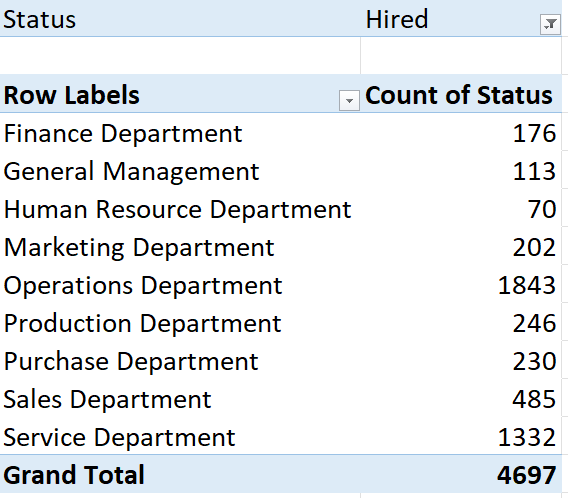 Status Hired
Row Labels Count of Status
Finance Department 176
General Management 113
Human Resource Department 70
Marketing Department 202
Operations Department 1843
Production Department 246
Purchase Department 230
Sales Department 485
Service Department 1332
Grand Total 4697